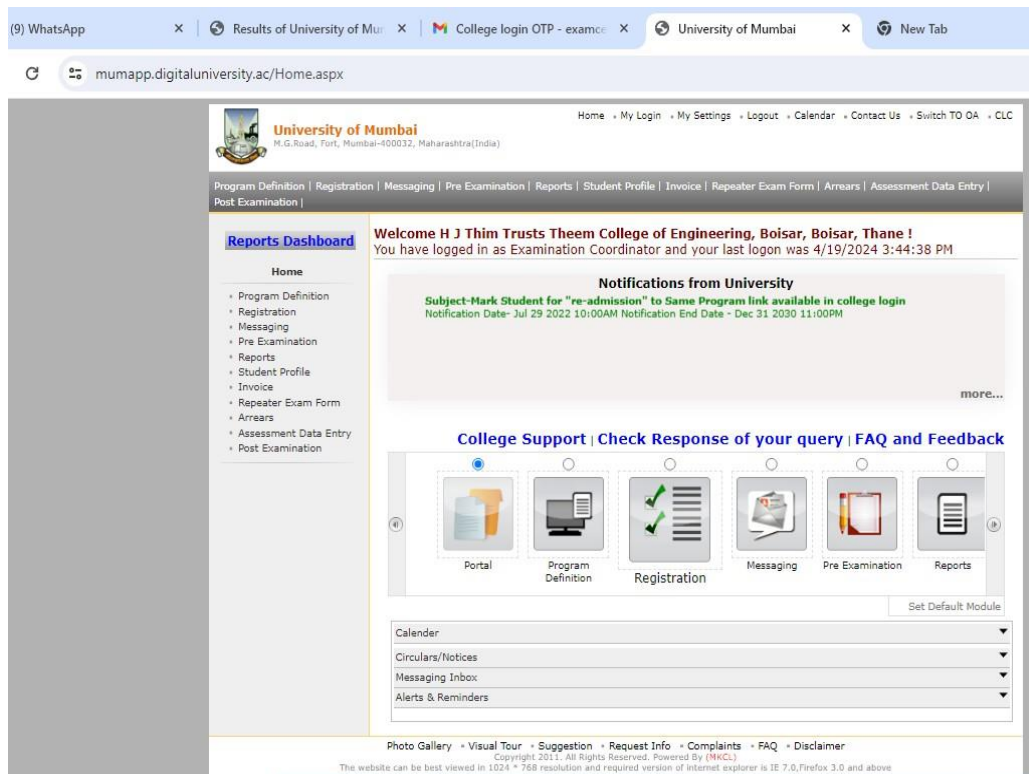 (9) WhatsApp
Results of University of Mur
College login OTP - examce
University of Mumbai
New Tab
mumapp.digitaluniversity.ac/Home.aspx
University of Mumbai
M.G.Road, Fort, Mumbai-400032, Maharashtra(India)
Home My Login My Settings Logout Calendar Contact Us Switch TO OA CLC
Program Definition | Registration | Messaging | Pre Examination | Reports | Student Profile | Invoice | Repeater Exam Form | Arrears | Assessment Data Entry |
Post Examination |
Reports Dashboard
Home
Program Definition
Registration
Messaging
Pre Examination
Reports
Student Profile
Invoice
Repeater Exam Form
Arrears
Assessment Data Entry
Post Examination
Welcome H J Thim Trusts Theem College of Engineering, Boisar, Boisar, Thane !
You have logged in as Examination Coordinator and your last logon was 4/19/2024 3:44:38 PM
Notifications from University
Subject-Mark Student for "re-admission" to Same Program link available in college login
Notification Date- Jul 29 2022 10:00AM Notification End Date - Dec 31 2030 11:00PM
more...
College Support | Check Response of your query | FAQ and Feedback
Portal
Program
Definition
Registration
Messaging
Pre Examination
Reports
Set Default Module
Calender
Circulars/Notices
Messaging Inbox
Alerts & Reminders
Photo Gallery Visual Tour Suggestion Request Info Complaints FAQ Disclaimer
Copyright 2011. All Rights Reserved. Powered By (MKCL)
The website can be best viewed in 1024 * 768 resolution and required version of internet explorer is IE 7.0,Firefox 3.0 and above